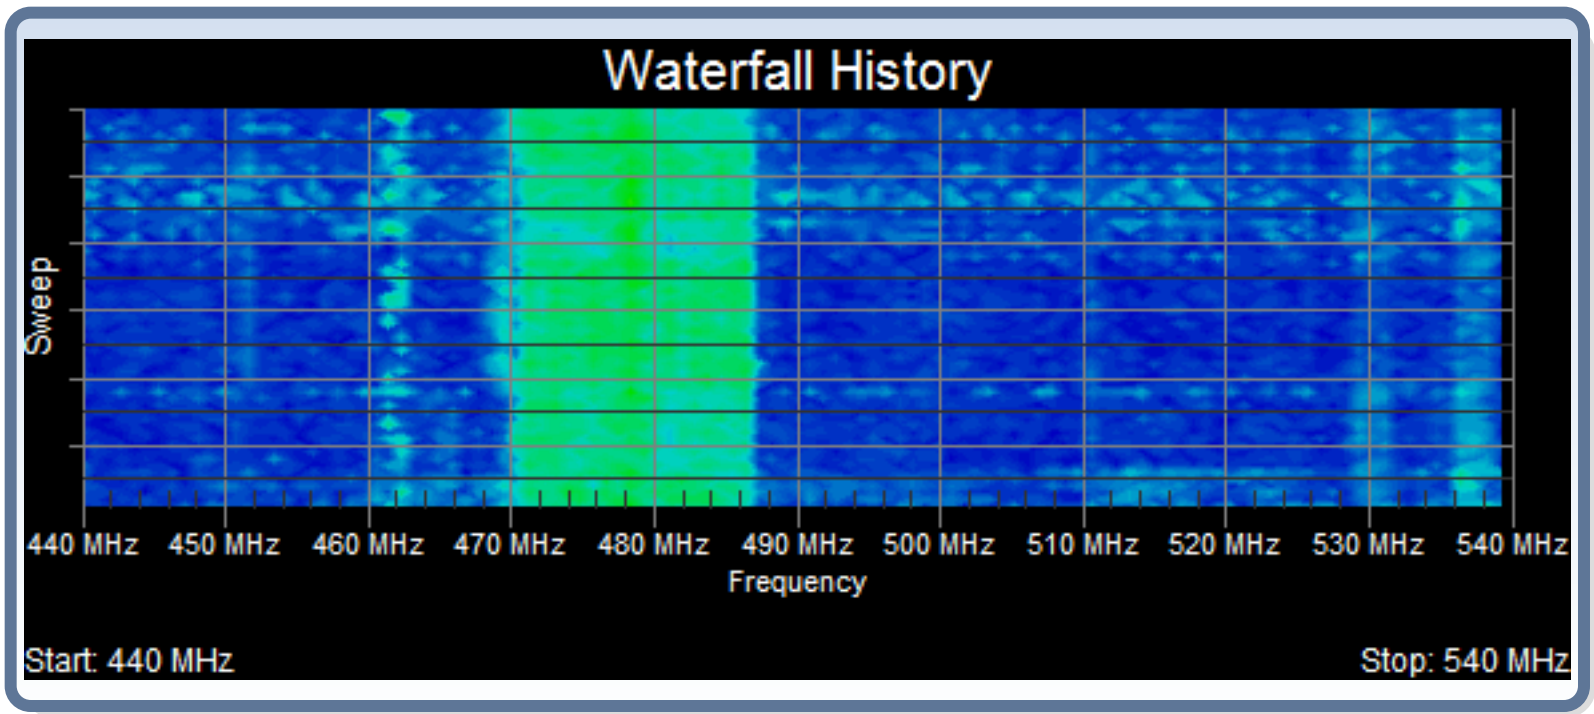 Waterfall History
Sweep
440 MHz 450 MHz 460 MHz 470 MHz 480 MHz 490 MHz 500 MHz 510 MHz 520 MHz 530 MHz 540 MHz
Frequency
Start: 440 MHz Stop: 540 MHz